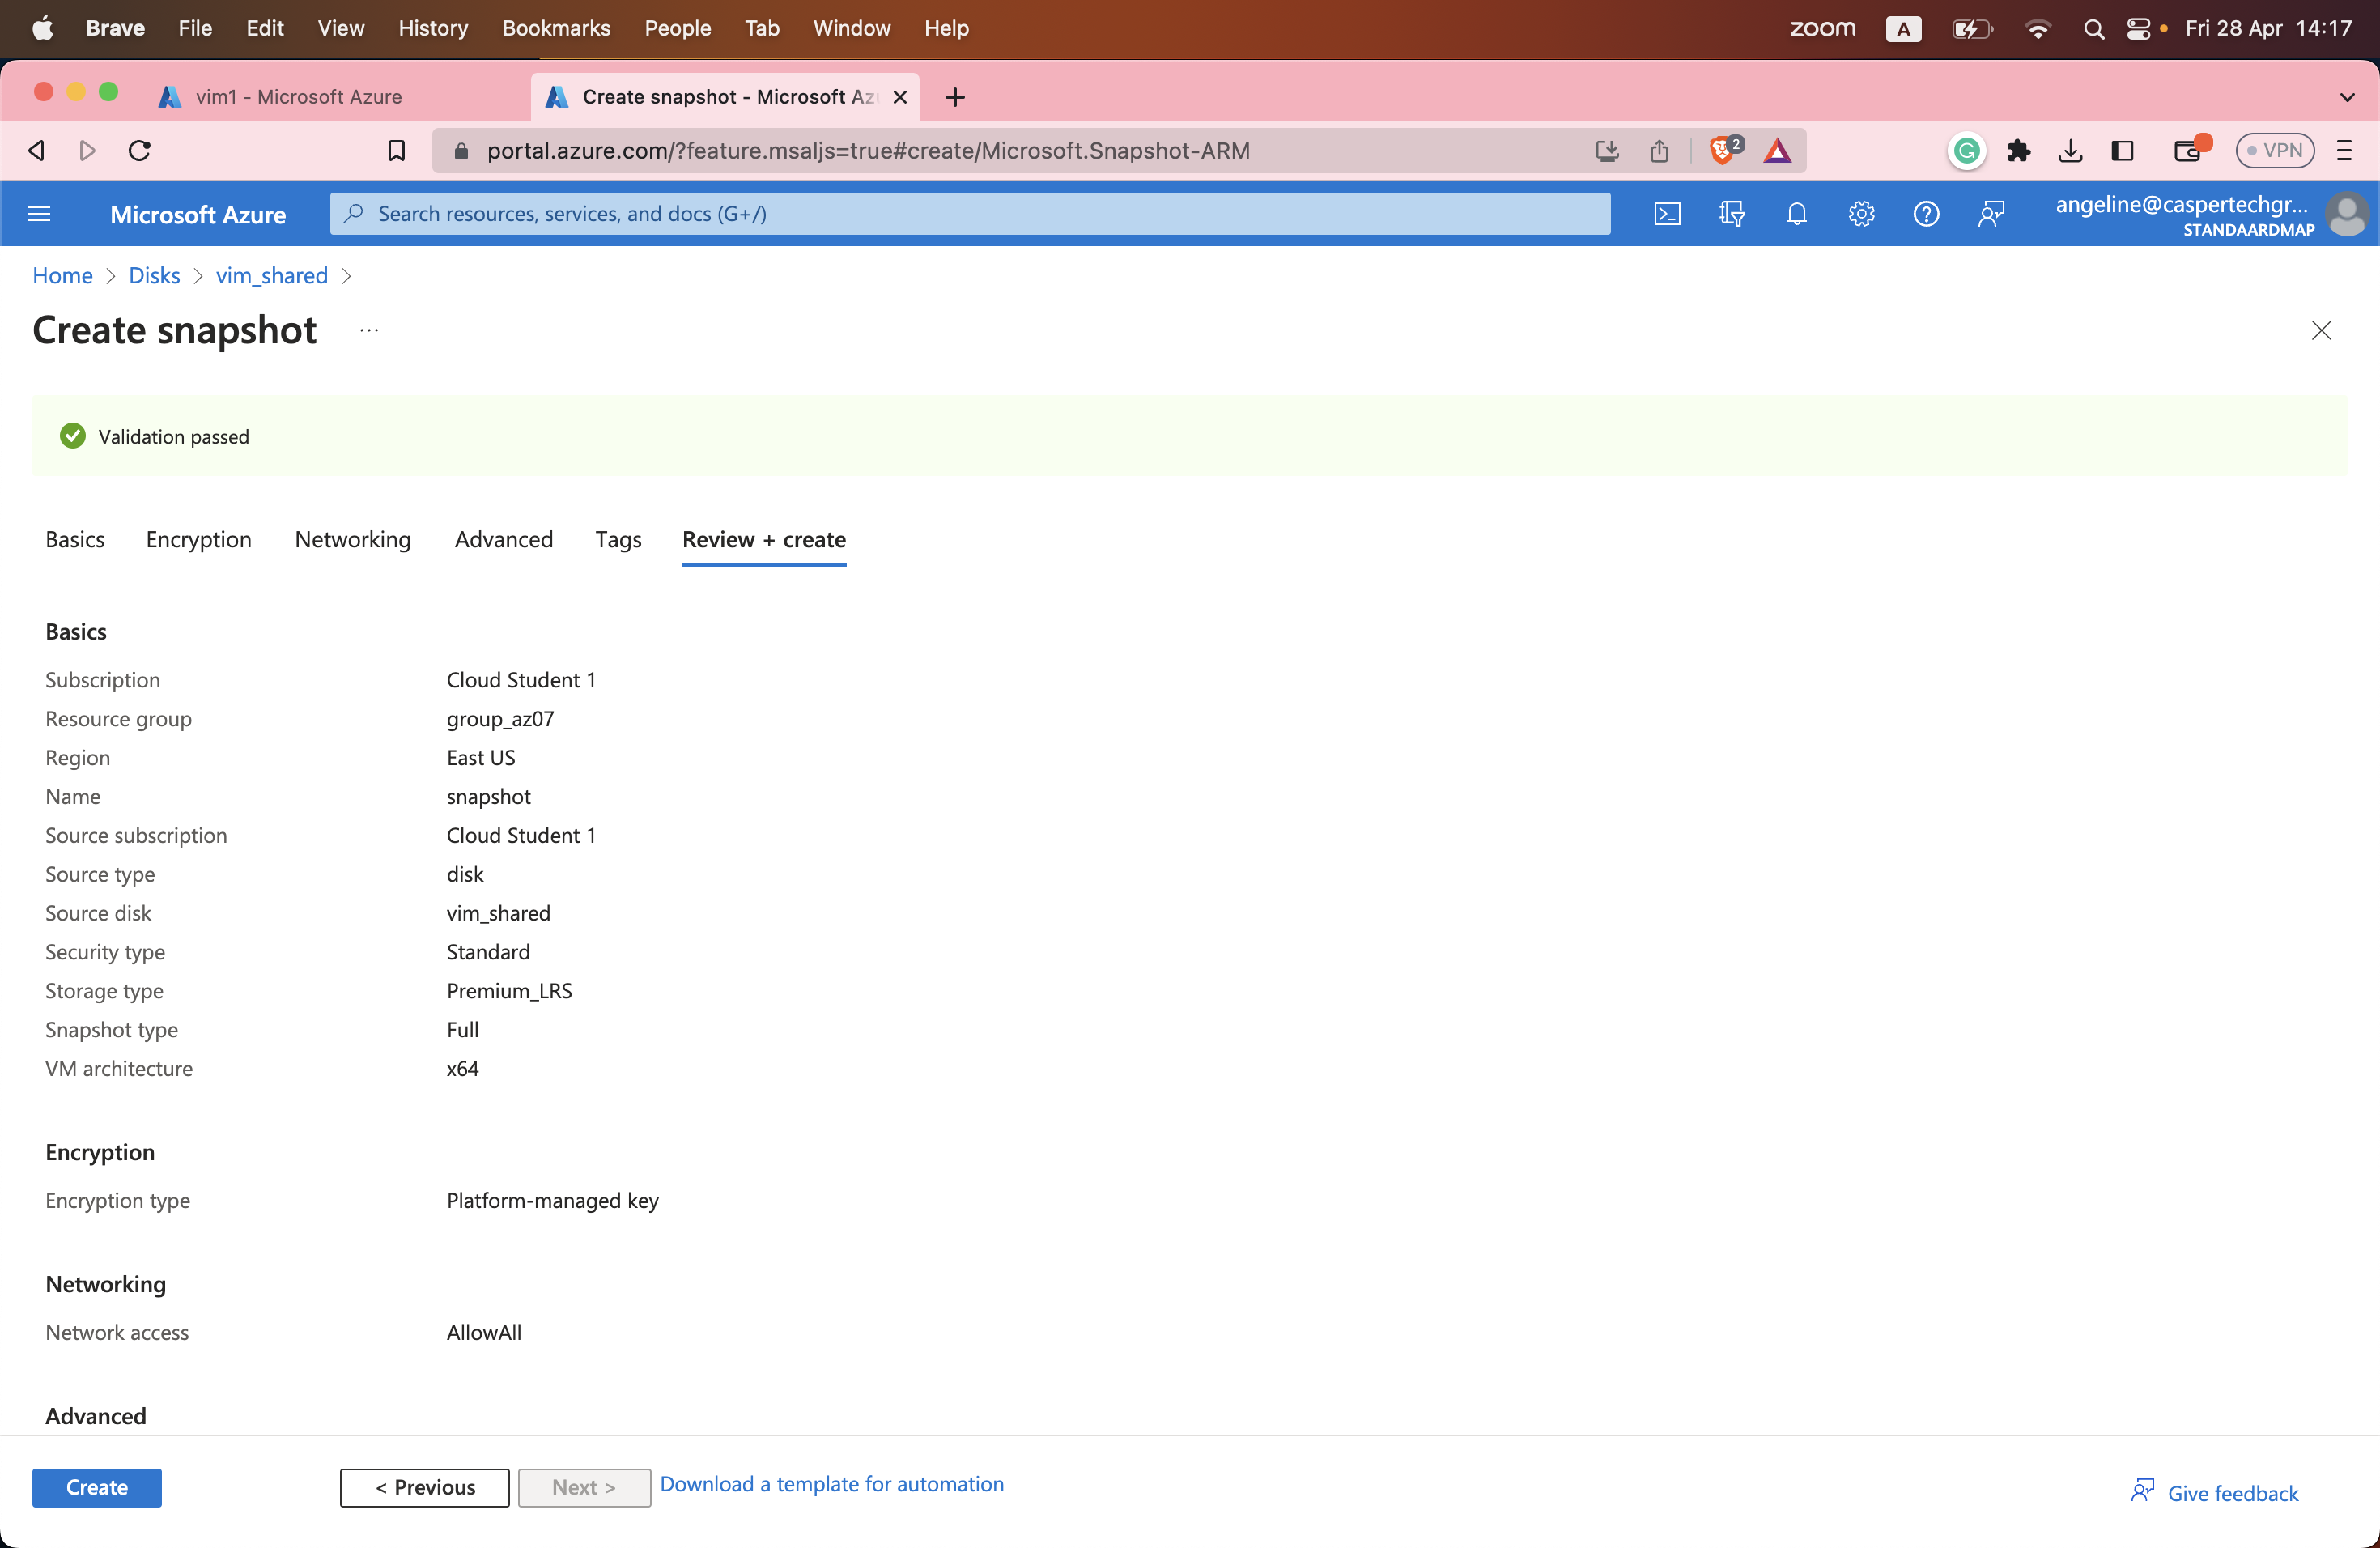 Brave File Edit View History Bookmarks People Tab Window Help zoom A Fri 28 Apr 14:17
vim1 - Microsoft Azure Create snapshot - Microsoft Az
portal.azure.com/?feature.msaljs=true#create/Microsoft.Snapshot-ARM 2 G VPN
Microsoft Azure Search resources, services, and docs (G+/) angeline@caspertechgr...
STANDAARDMAP
Home > Disks > vim_shared >
Create snapshot ...
Validation passed
Basics Encryption Networking Advanced Tags Review + create
Basics
Subscription Cloud Student 1
Resource group group_az07
Region East US
Name snapshot
Source subscription Cloud Student 1
Source type disk
Source disk vim_shared
Security type Standard
Storage type Premium_LRS
Snapshot type Full
VM architecture x64
Encryption
Encryption type Platform-managed key
Networking
Network access AllowAll
Advanced
Create < Previous Next > Download a template for automation Give feedback